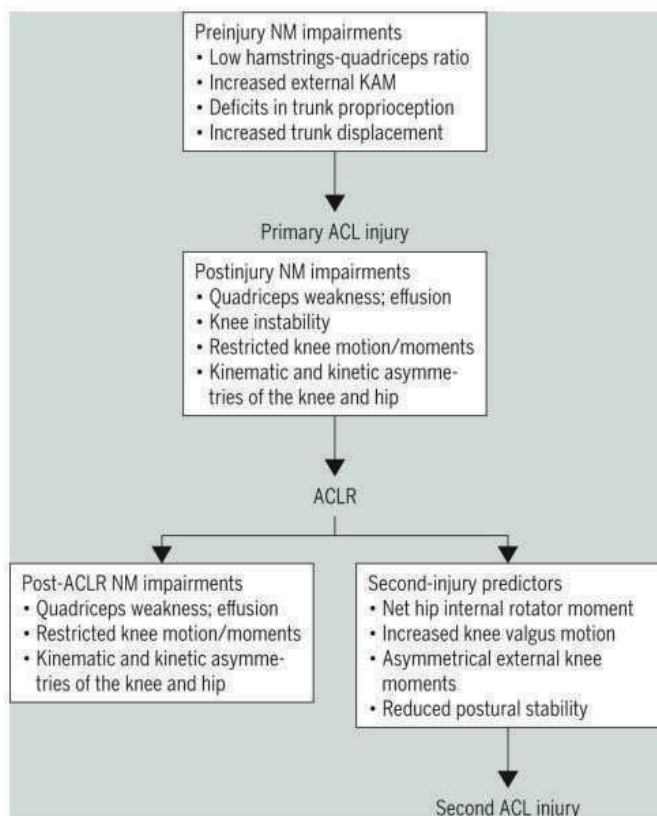 Preinjury NM impairments
• Low hamstrings-quadriceps ratio
• Increased external KAM
• Deficits in trunk proprioception
• Increased trunk displacement
Primary ACL injury
Postinjury NM impairments
• Quadriceps weakness; effusion
• Knee instability
• Restricted knee motion/moments
• Kinematic and kinetic asymme-
tries of the knee and hip
ACLR
Post-ACLR NM impairments
• Quadriceps weakness; effusion
• Restricted knee motion/moments
• Kinematic and kinetic asymme-
tries of the knee and hip
Second-injury predictors
• Net hip internal rotator moment
• Increased knee valgus motion
• Asymmetrical external knee
moments
• Reduced postural stability
Second ACL injury